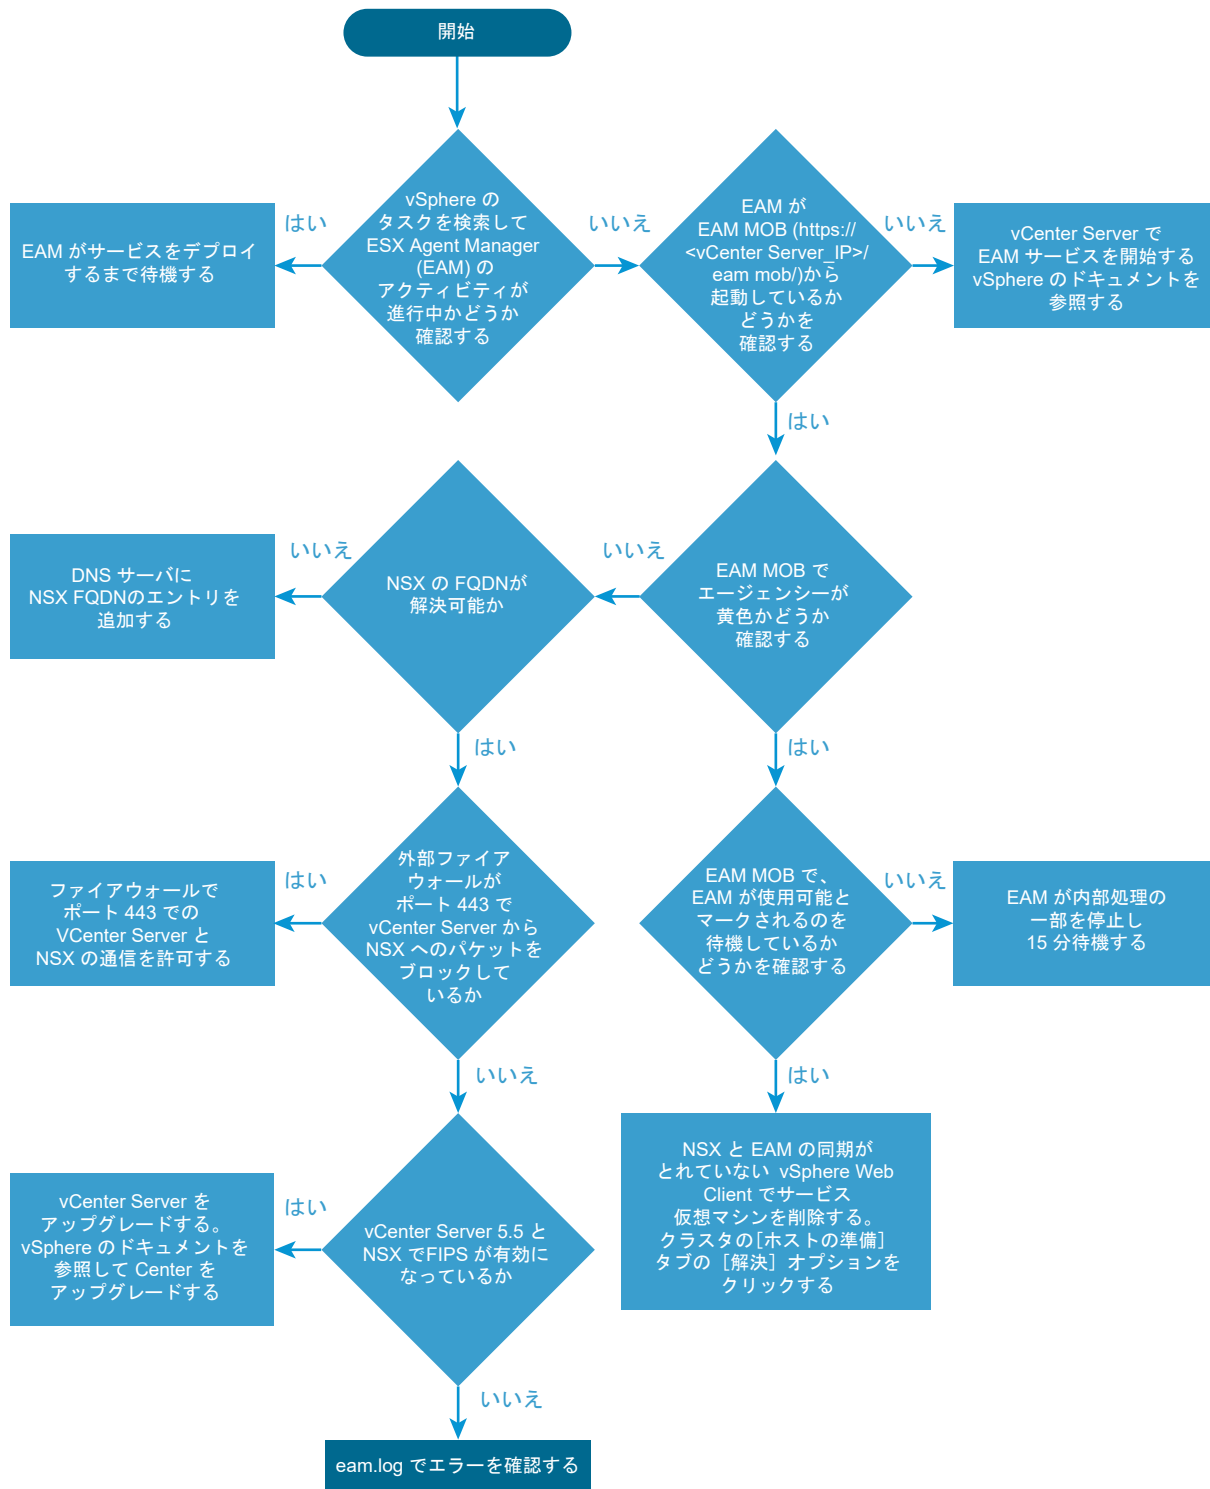 開始
vSphere の
タスクを検索して
ESX Agent Manager
(EAM) の
アクティビティが
進行中かどうか
確認する
はい
EAM がサービスをデプロイ
するまで待機する
いいえ
EAM が
EAM MOB (https://
<vCenter Server_IP>/
eam mob/)から
起動しているか
どうかを
確認する
いいえ
vCenter Server で
EAM サービスを開始する
vSphere のドキュメントを
参照する
はい
EAM MOB で
エージェンシーが
黄色かどうか
確認する
いいえ
NSX の FQDNが
解決可能か
いいえ
DNS サーバに
NSX FQDNのエントリを
追加する
はい
はい
外部ファイア
ウォールが
ポート 443 で
vCenter Server から
NSX へのパケットを
ブロックして
いるか
はい
ファイアウォールで
ポート 443 での
VCenter Server と
NSX の通信を許可する
EAM MOB で、
EAM が使用可能と
マークされるのを
待機しているか
どうかを確認する
いいえ
EAM が内部処理の
一部を停止し
15 分待機する
いいえ
はい
NSX と EAM の同期が
とれていない vSphere Web
Client でサービス
仮想マシンを削除する。
クラスタの［ホストの準備］
タブの［解決］オプションを
クリックする
vCenter Server 5.5 と
NSX でFIPS が有効に
なっているか
はい
vCenter Server を
アップグレードする。
vSphere のドキュメントを
参照して Center を
アップグレードする
いいえ
eam.log でエラーを確認する